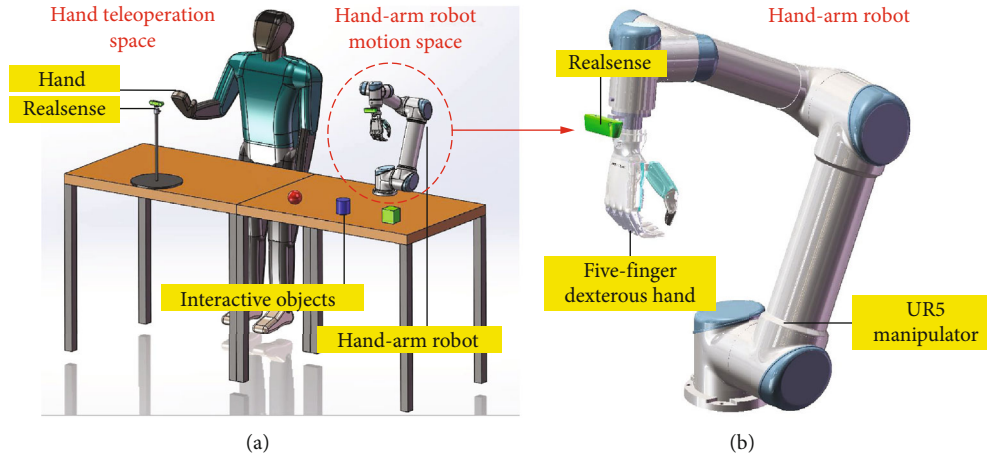 Hand teleoperation
space
Hand-arm robot
motion space
Hand
Realsense
Interactive objects
Hand-arm robot
(a)
Hand-arm robot
Realsense
Five-finger
dexterous hand
UR5
manipulator
(b)